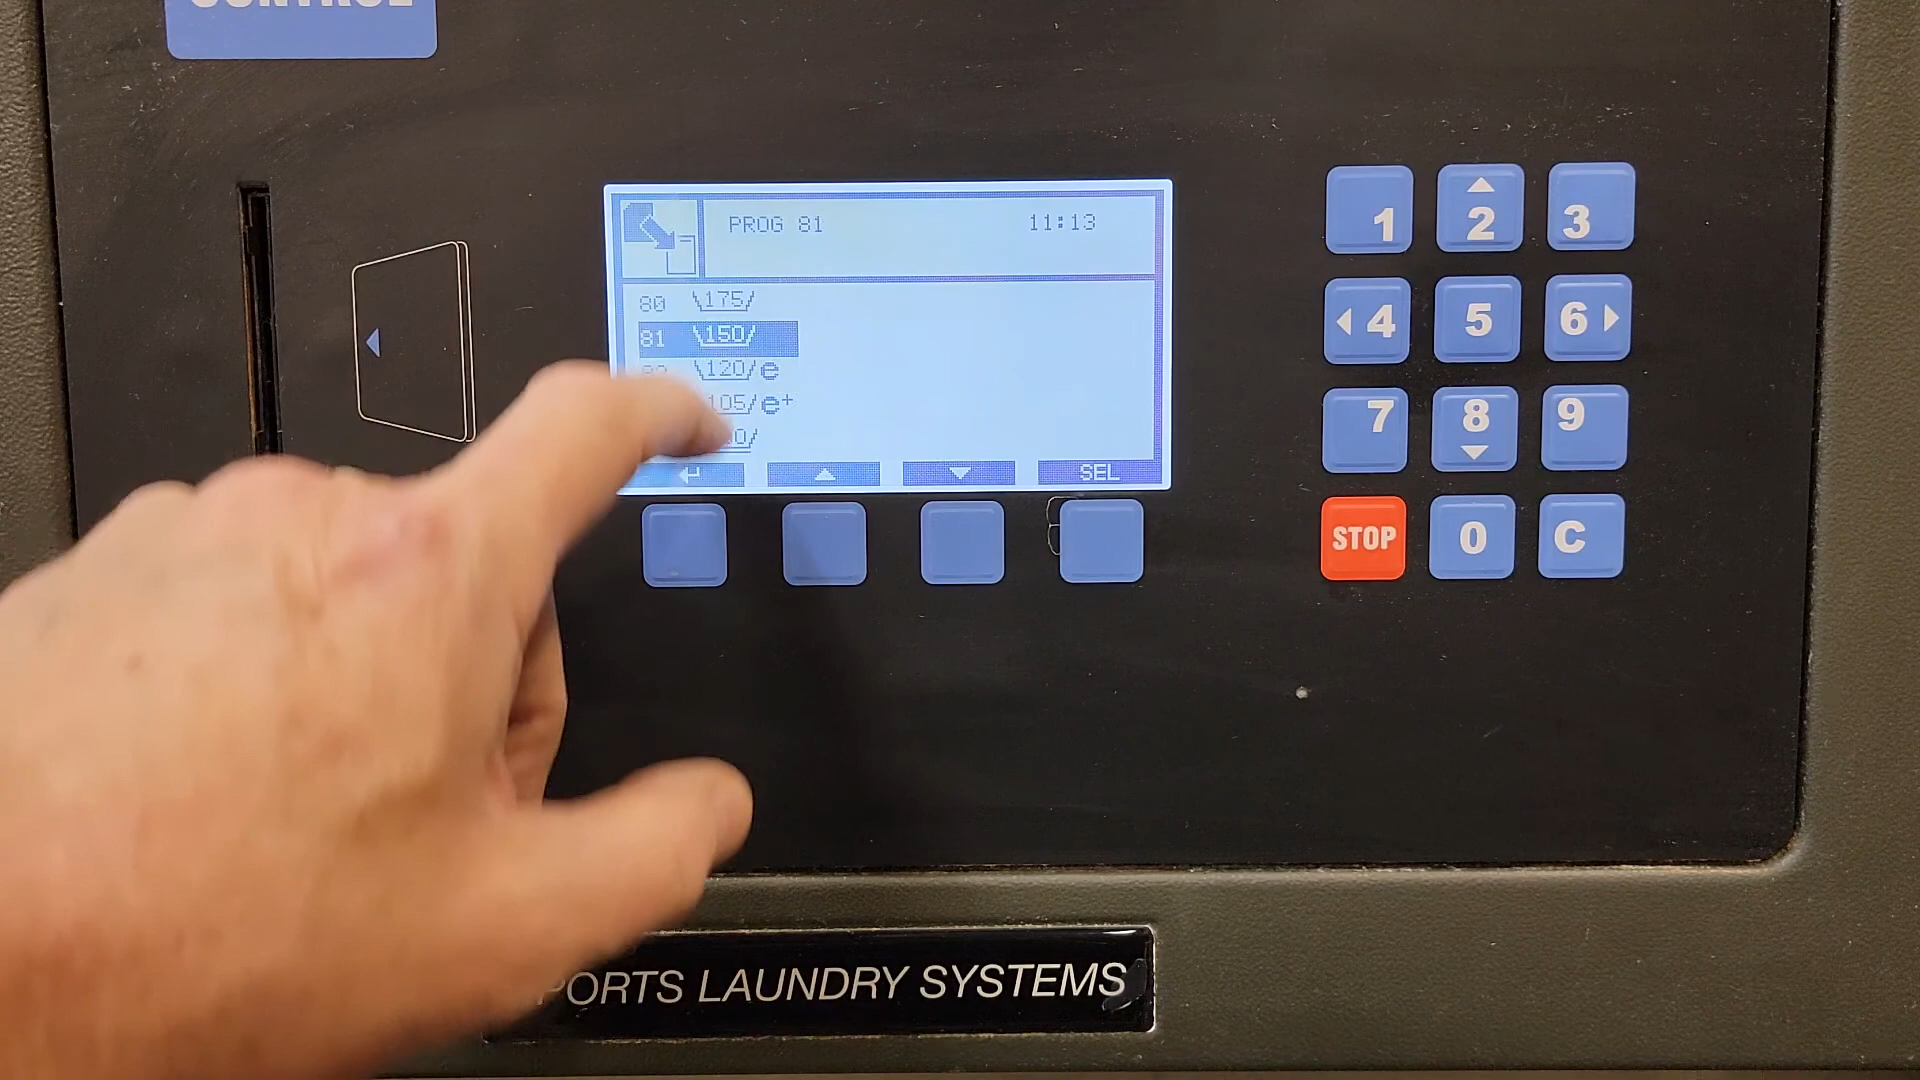 PROG 81 11:13
80 \175/
81 \150/
\120/e
105/e+
0/
SEL
1 2 3
4 5 6
7 8 9
STOP 0 C
PORTS LAUNDRY SYSTEMS